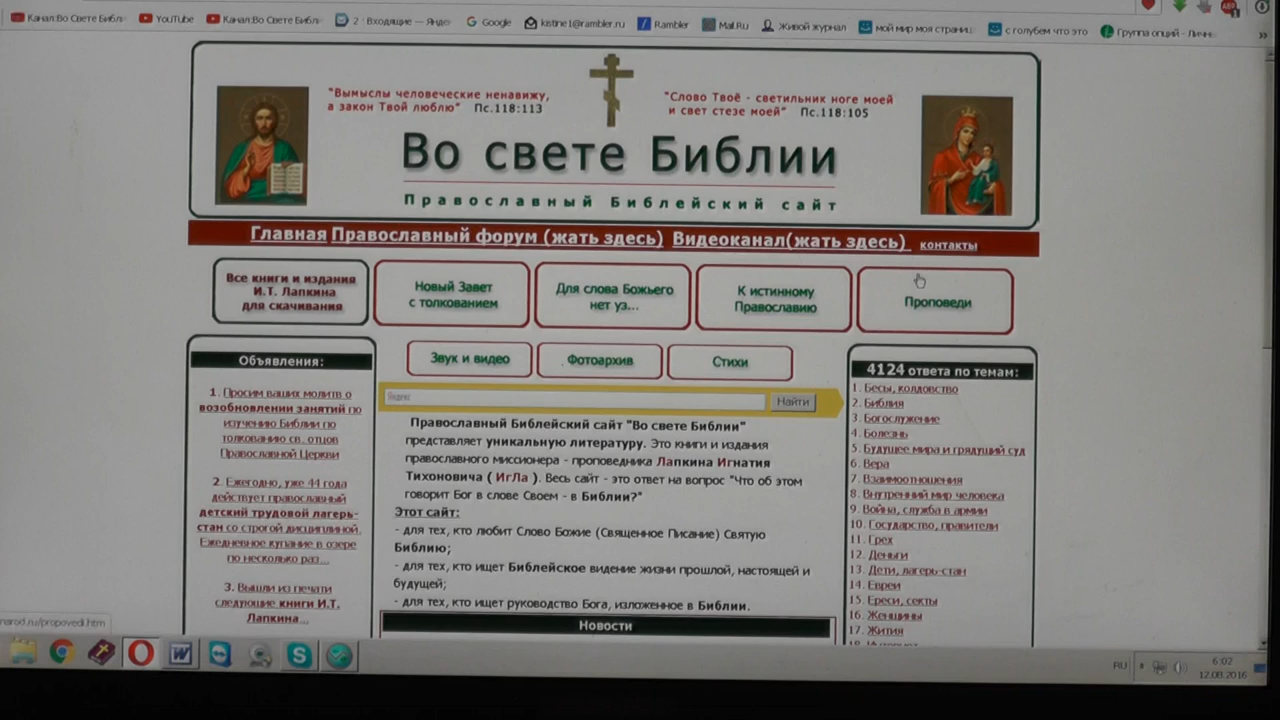 Канал:Во Свете Библ
YouTube
Канал:Во Свете Библ
2 · Входящие — Янде
Google
kistine1@rambler.ru
Rambler
Mail.Ru
Живой журнал
мой мир моя страниц
с голубем что это
Группа опций - Личн
"Вымыслы человеческие ненавижу,
а закон Твой люблю" Пс.118:113
"Слово Твоё - светильник ноге моей
и свет стезе моей" Пс.118:105
Во свете Библии
Православный Библейский сайт
Главная Православный форум (жать здесь) Видеоканал(жать здесь) контакты
Все книги и издания
И.Т. Лапкина
для скачивания
Новый Завет
с толкованием
Для слова Божьего
нет уз...
К истинному
Православию
Проповеди
Звук и видео
Фотоархив
Стихи
Объявления:
1. Просим ваших молитв о
возобновлении занятий по
изучению Библии по
толкованию св. отцов
Православной Церкви
2. Ежегодно, уже 44 года
действует православный
детский трудовой лагерь-
стан со строгой дисциплиной.
Ежедневное купание в озере
по несколько раз...
3. Вышли из печати
следующие книги И.Т.
Лапкина...
Яндекс
Найти
Православный Библейский сайт "Во свете Библии"
представляет уникальную литературу. Это книги и издания
православного миссионера - проповедника Лапкина Игнатия
Тихоновича ( ИгЛа ). Весь сайт - это ответ на вопрос "Что об этом
говорит Бог в слове Своем - в Библии?"
Этот сайт:
- для тех, кто любит Слово Божие (Священное Писание) Святую
Библию;
- для тех, кто ищет Библейское видение жизни прошлой, настоящей и
будущей;
- для тех, кто ищет руководство Бога, изложенное в Библии.
Новости
4124 ответа по темам:
1. Бесы, колдовство
2. Библия
3. Богослужение
4. Болезнь
5. Будущее мира и грядущий суд
6. Вера
7. Взаимоотношения
8. Внутренний мир человека
9. Война, служба в армии
10. Государство, правители
11. Грех
12. Деньги
13. Дети, лагерь-стан
14. Евреи
15. Ереси, секты
16. Женщины
17. Жития
narod.ru/propovedi.htm
RU
6:02
12.08.2016